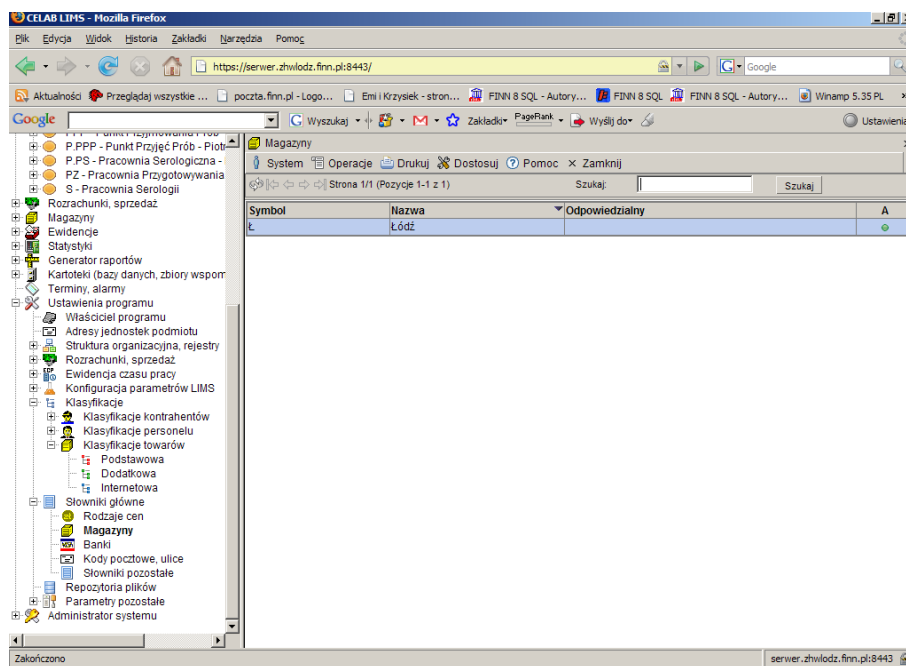 CELAB LIMS - Mozilla Firefox
Plik Edycja Widok Historia Zakładki Narzędzia Pomoc
https://serwer.zhwlodz.finn.pl:8443/ Google
Aktualności Przeglądaj wszystkie ... poczta.finn.pl - Logo... Emi i Krzysiek - stron... FINN 8 SQL - Autory... FINN 8 SQL FINN 8 SQL - Autory... Winamp 5.35 PL
Google Wyszukaj Zakładki PageRank Wyślij do Ustawienia
P.PPP - Punkt Przyjęć Prób - Piotr
P.PS - Pracownia Serologiczna -
PZ - Pracownia Przygotowywania
S - Pracownia Serologii
Rozrachunki, sprzedaż
Magazyny
Ewidencje
Statystyki
Generator raportów
Kartoteki (bazy danych, zbiory wspom
Terminy, alarmy
Ustawienia programu
Właściciel programu
Adresy jednostek podmiotu
Struktura organizacyjna, rejestry
Rozrachunki, sprzedaż
Ewidencja czasu pracy
Konfiguracja parametrów LIMS
Klasyfikacje
Klasyfikacje kontrahentów
Klasyfikacje personelu
Klasyfikacje towarów
Podstawowa
Dodatkowa
Internetowa
Słowniki główne
Rodzaje cen
Magazyny
Banki
Kody pocztowe, ulice
Słowniki pozostałe
Repozytoria plików
Parametry pozostałe
Administrator systemu
Magazyny
System Operacje Drukuj Dostosuj Pomoc Zamknij
Strona 1/1 (Pozycje 1-1 z 1) Szukaj: Szukaj
Symbol Nazwa Odpowiedzialny A
Ł Łódź
Zakończono serwer.zhwlodz.finn.pl:8443